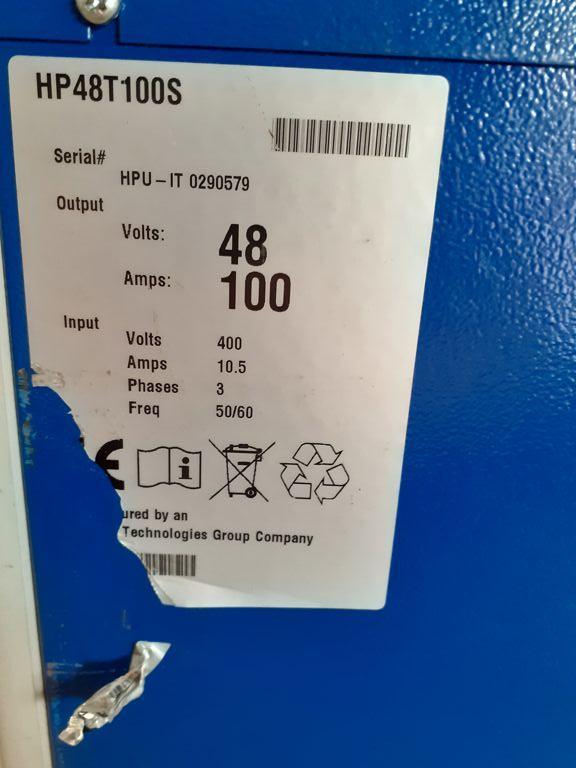 HP48T100S
Serial#
HPU-IT 0290579
Output
Volts: 48
Amps: 100
Input
Volts 400
Amps 10.5
Phases 3
Freq 50/60
CE
by an
Technologies Group Company